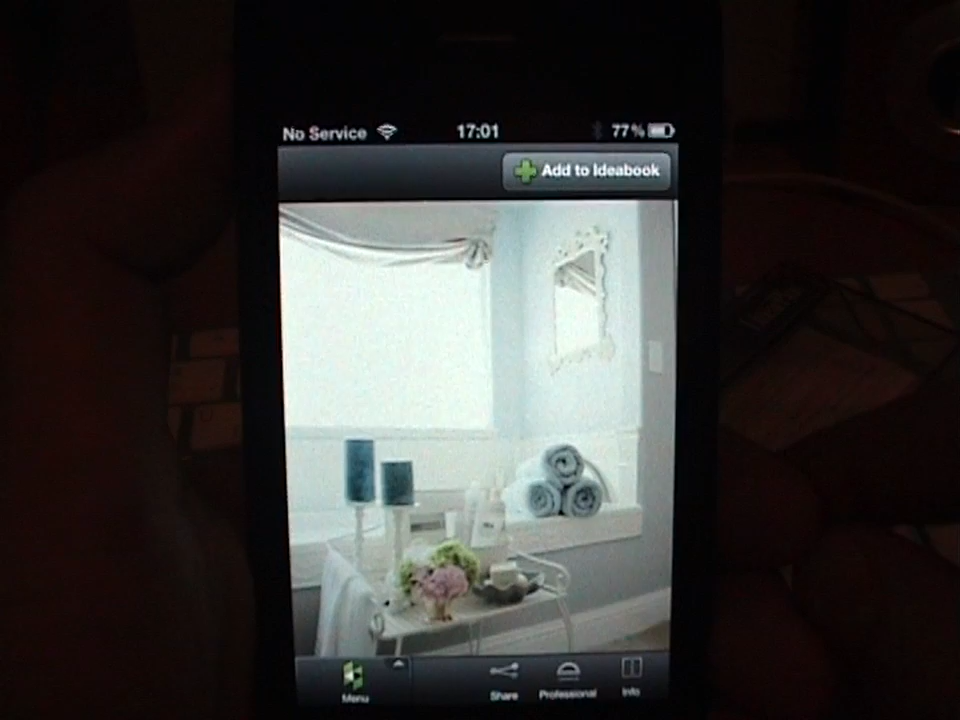 No Service 17:01 77%
Add to Ideabook
Menu Share Professional Info